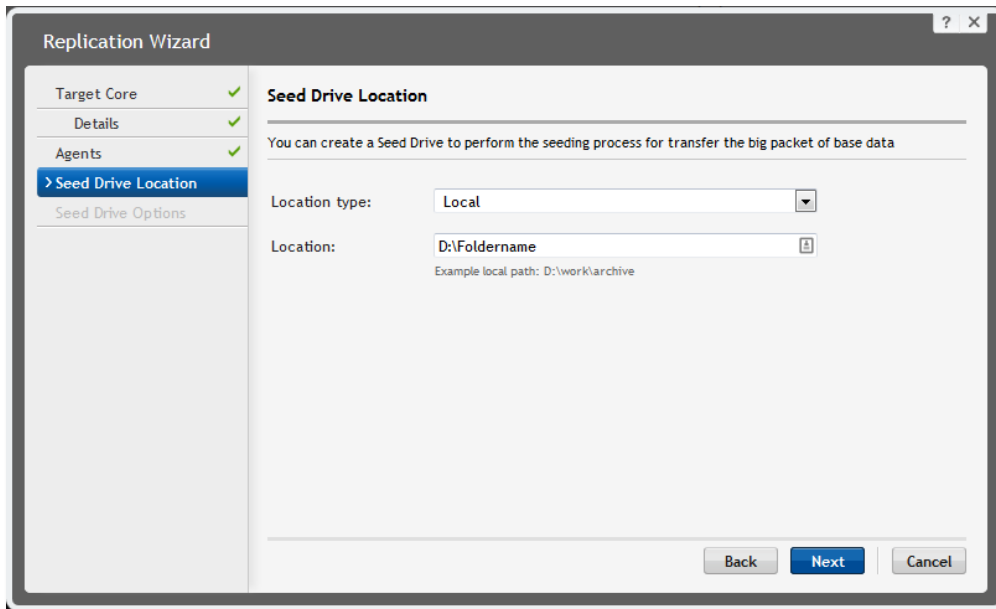 Replication Wizard
? X
Target Core
Details
Agents
Seed Drive Location
Seed Drive Options
Seed Drive Location
You can create a Seed Drive to perform the seeding process for transfer the big packet of base data
Location type: Local
Location: D:\Foldername
Example local path: D:\work\archive
Back Next Cancel